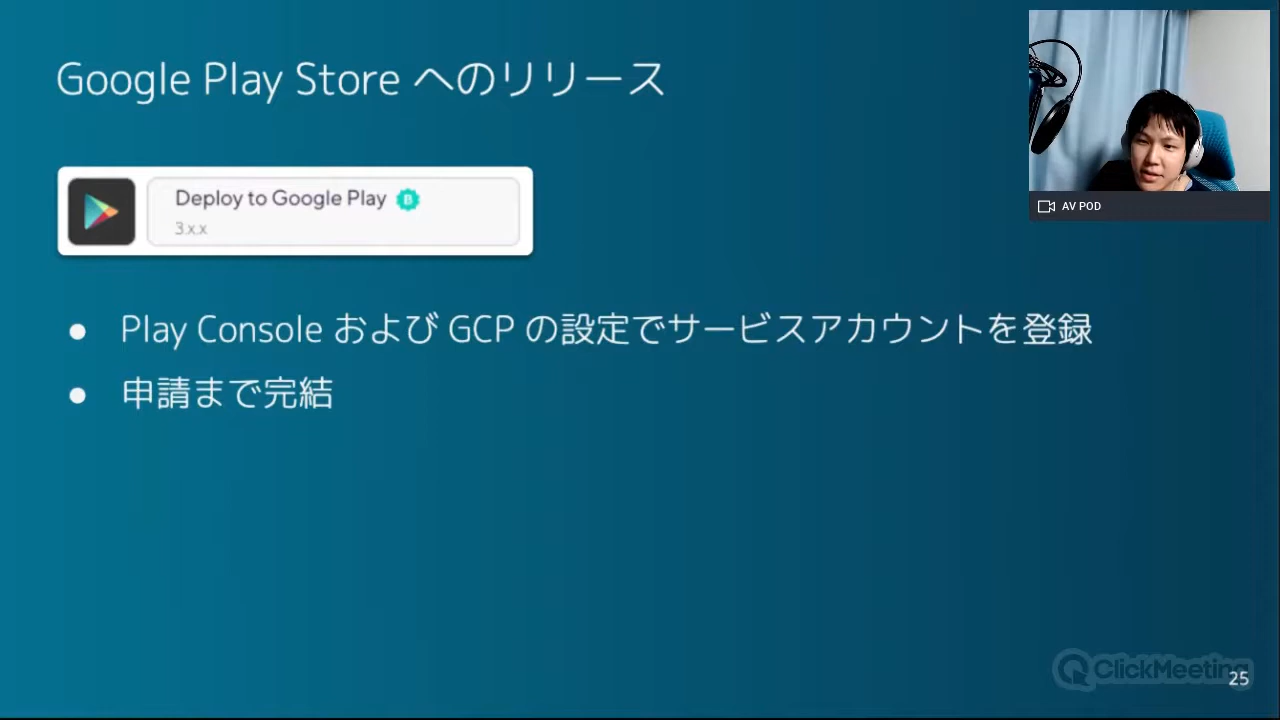 Google Play Store へのリリース
AV POD
Deploy to Google Play B
3.x.x
● Play Console および GCP の設定でサービスアカウントを登録
● 申請まで完結
ClickMeeting
25